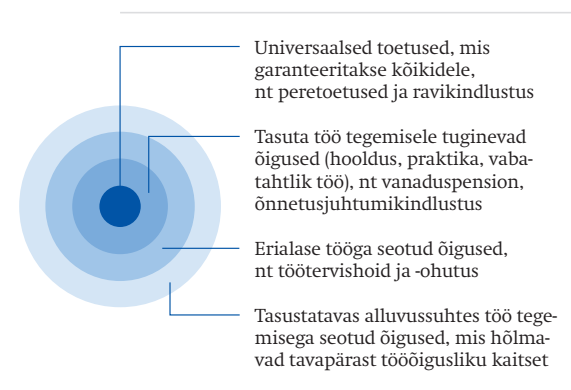 Universaalsed toetused, mis
garanteeritakse kõikidele,
nt peretoetused ja ravikindlustus
Tasuta töö tegemisele tuginevad
õigused (hooldus, praktika, vaba-
tahtlik töö), nt vanaduspension,
õnnetusjuhtumikindlustus
Erialase tööga seotud õigused,
nt töötervishoid ja -ohutus
Tasustatavas alluvussuhtes töö tege-
misega seotud õigused, mis hõlma-
vad tavapärast tööõigusliku kaitset